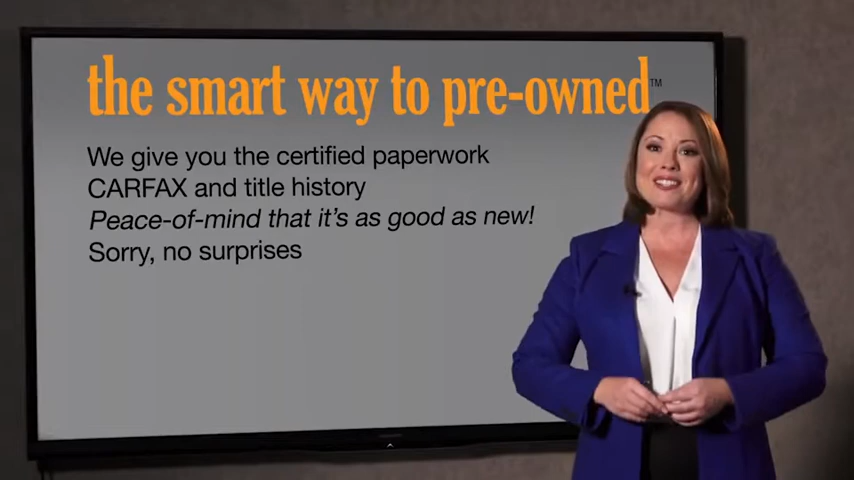 the smart way to pre-owned™
We give you the certified paperwork
CARFAX and title history
Peace-of-mind that it's as good as new!
Sorry, no surprises